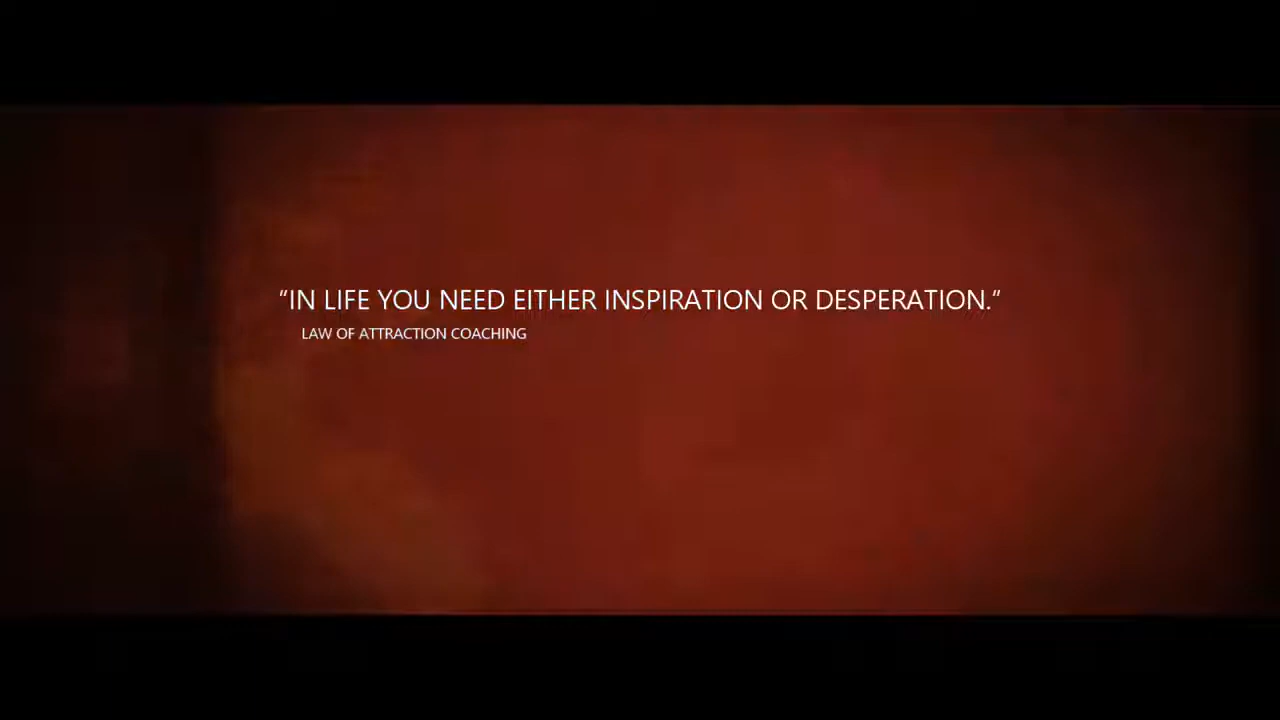 “IN LIFE YOU NEED EITHER INSPIRATION OR DESPERATION.”
LAW OF ATTRACTION COACHING